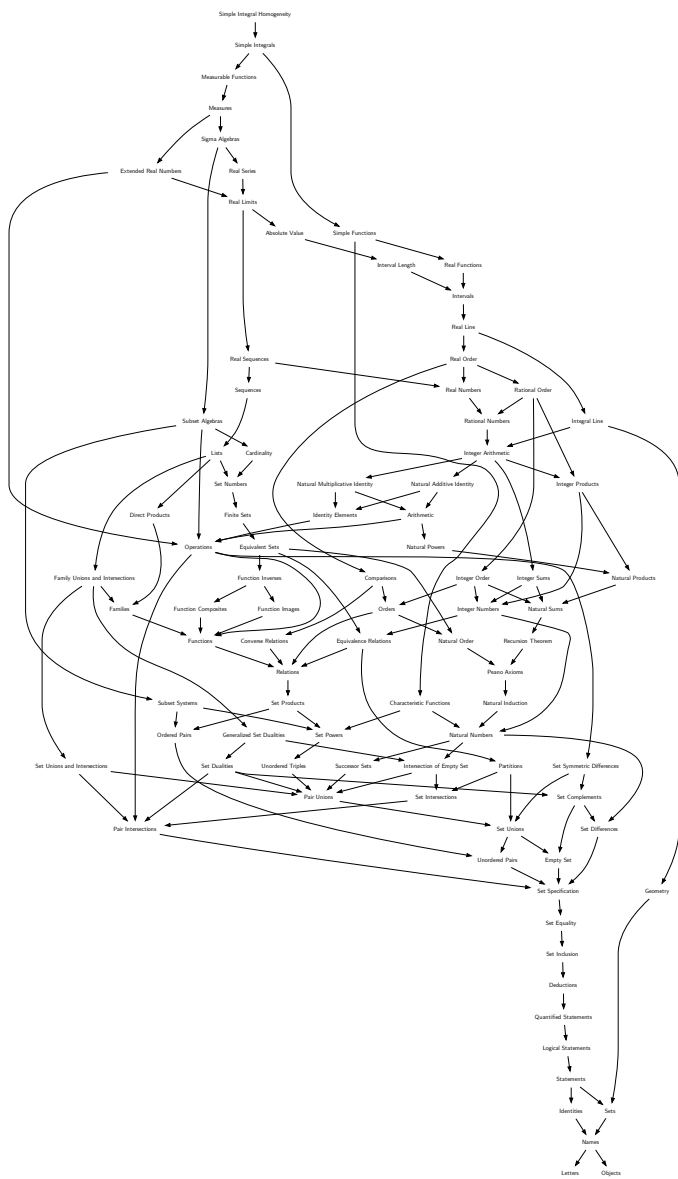 Simple Integral Homogeneity
Simple Integrals
Measurable Functions
Measures
Sigma Algebras
Extended Real Numbers
Real Series
Real Limits
Absolute Value
Simple Functions
Interval Length
Real Functions
Intervals
Real Line
Real Sequences
Real Order
Sequences
Real Numbers
Rational Order
Subset Algebras
Rational Numbers
Integral Line
Lists
Cardinality
Integer Arithmetic
Set Numbers
Natural Multiplicative Identity
Natural Additive Identity
Integer Products
Direct Products
Finite Sets
Identity Elements
Arithmetic
Operations
Equivalent Sets
Natural Powers
Family Unions and Intersections
Function Inverses
Comparisons
Integer Order
Integer Sums
Natural Products
Families
Function Composites
Function Images
Orders
Integer Numbers
Natural Sums
Functions
Converse Relations
Equivalence Relations
Natural Order
Recursion Theorem
Relations
Peano Axioms
Subset Systems
Set Products
Characteristic Functions
Natural Induction
Ordered Pairs
Generalized Set Dualities
Set Powers
Natural Numbers
Set Unions and Intersections
Set Dualities
Unordered Triples
Successor Sets
Intersection of Empty Set
Partitions
Set Symmetric Differences
Pair Unions
Set Intersections
Set Complements
Pair Intersections
Set Unions
Set Differences
Unordered Pairs
Empty Set
Set Specification
Geometry
Set Equality
Set Inclusion
Deductions
Quantified Statements
Logical Statements
Statements
Identities
Sets
Names
Letters
Objects